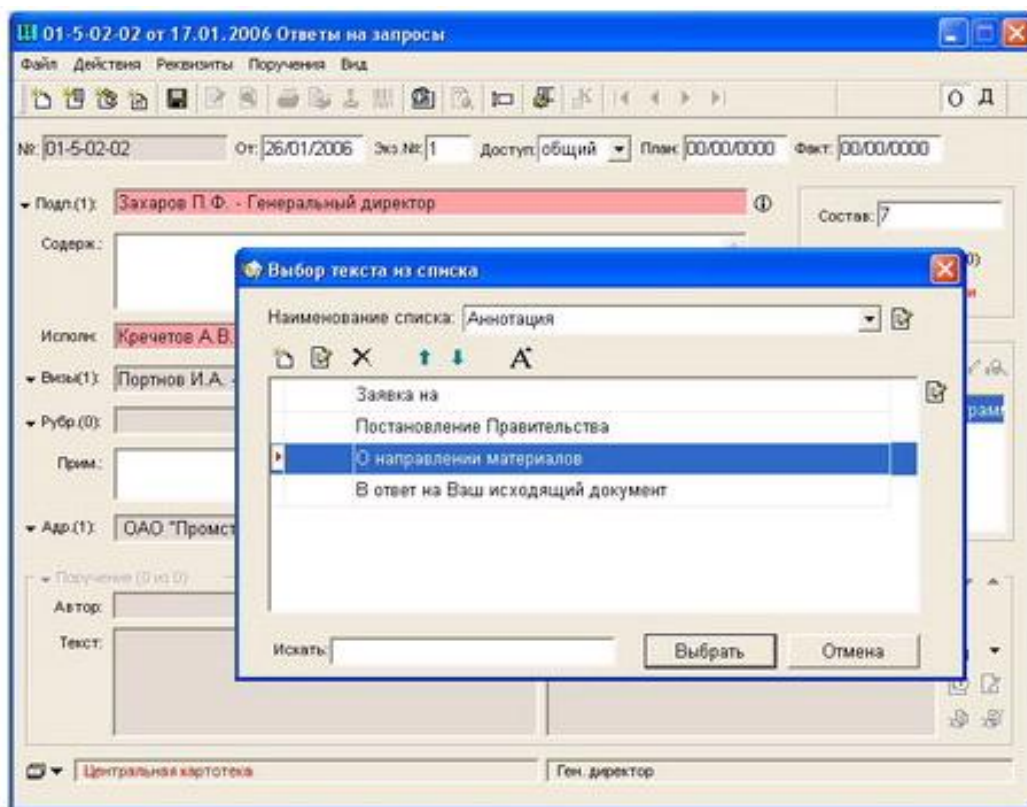 01-5-02-02 от 17.01.2006 Ответы на запросы
Файл Действия Реквизиты Поручения Вид
О Д
№: 01-5-02-02 От: 26/01/2006 Экз.№: 1 Доступ: общий План: 00/00/0000 Факт: 00/00/0000
Подп.(1): Захаров П.Ф. - Генеральный директор
Состав: 7
Содерж.:
Выбор текста из списка
Наименование списка: Аннотация
Исполн: Кречетов А.В.
Визы(1): Портнов И.А.
Заявка на
Рубр.(0):
Постановление Правительства
Прим.:
О направлении материалов
В ответ на Ваш исходящий документ
Адр.(1): ОАО "Промст
Поручение (0 из 0)
Автор:
Текст:
Искать: Выбрать Отмена
Центральная картотека Ген. директор